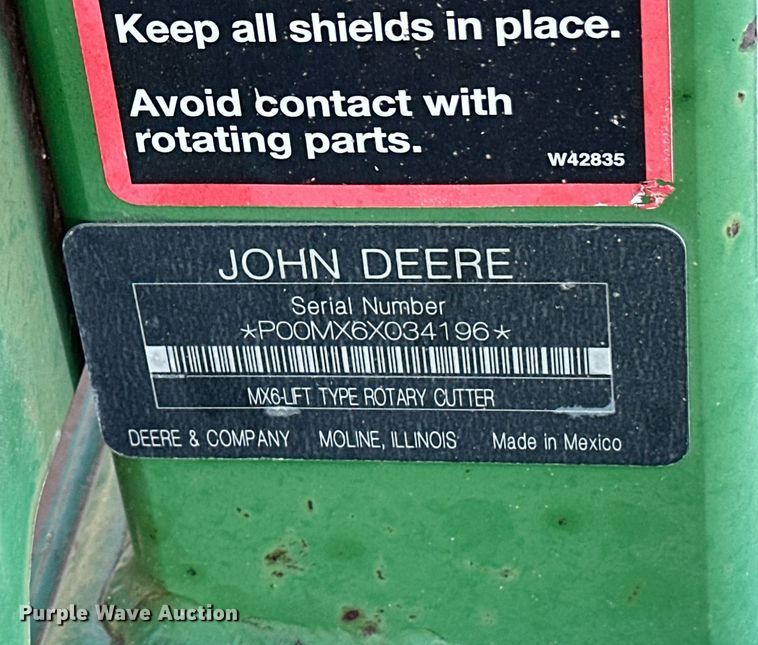 Keep all shields in place.
Avoid contact with
rotating parts.
W42835
JOHN DEERE
Serial Number
*P00MX6X034196*
MX6-LIFT TYPE ROTARY CUTTER
DEERE & COMPANY MOLINE, ILLINOIS Made in Mexico
Purple Wave Auction